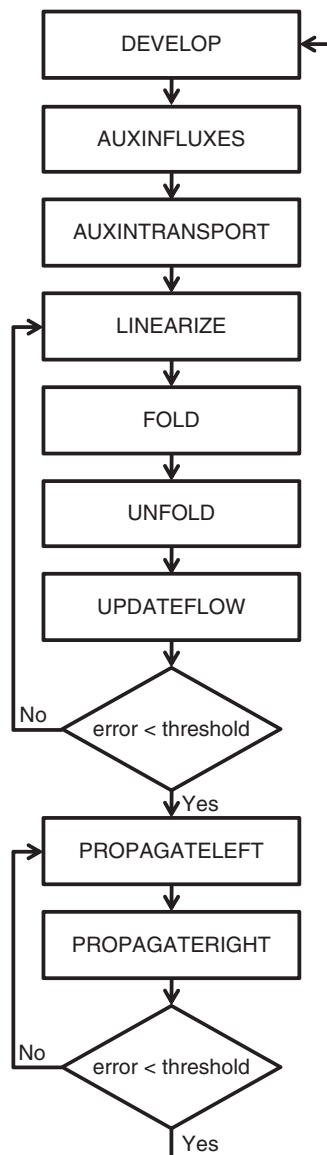 DEVELOP
AUXINFLUXES
AUXINTRANSPORT
LINEARIZE
FOLD
UNFOLD
UPDATEFLOW
No
error < threshold
Yes
PROPAGATELEFT
PROPAGATERIGHT
No
error < threshold
Yes